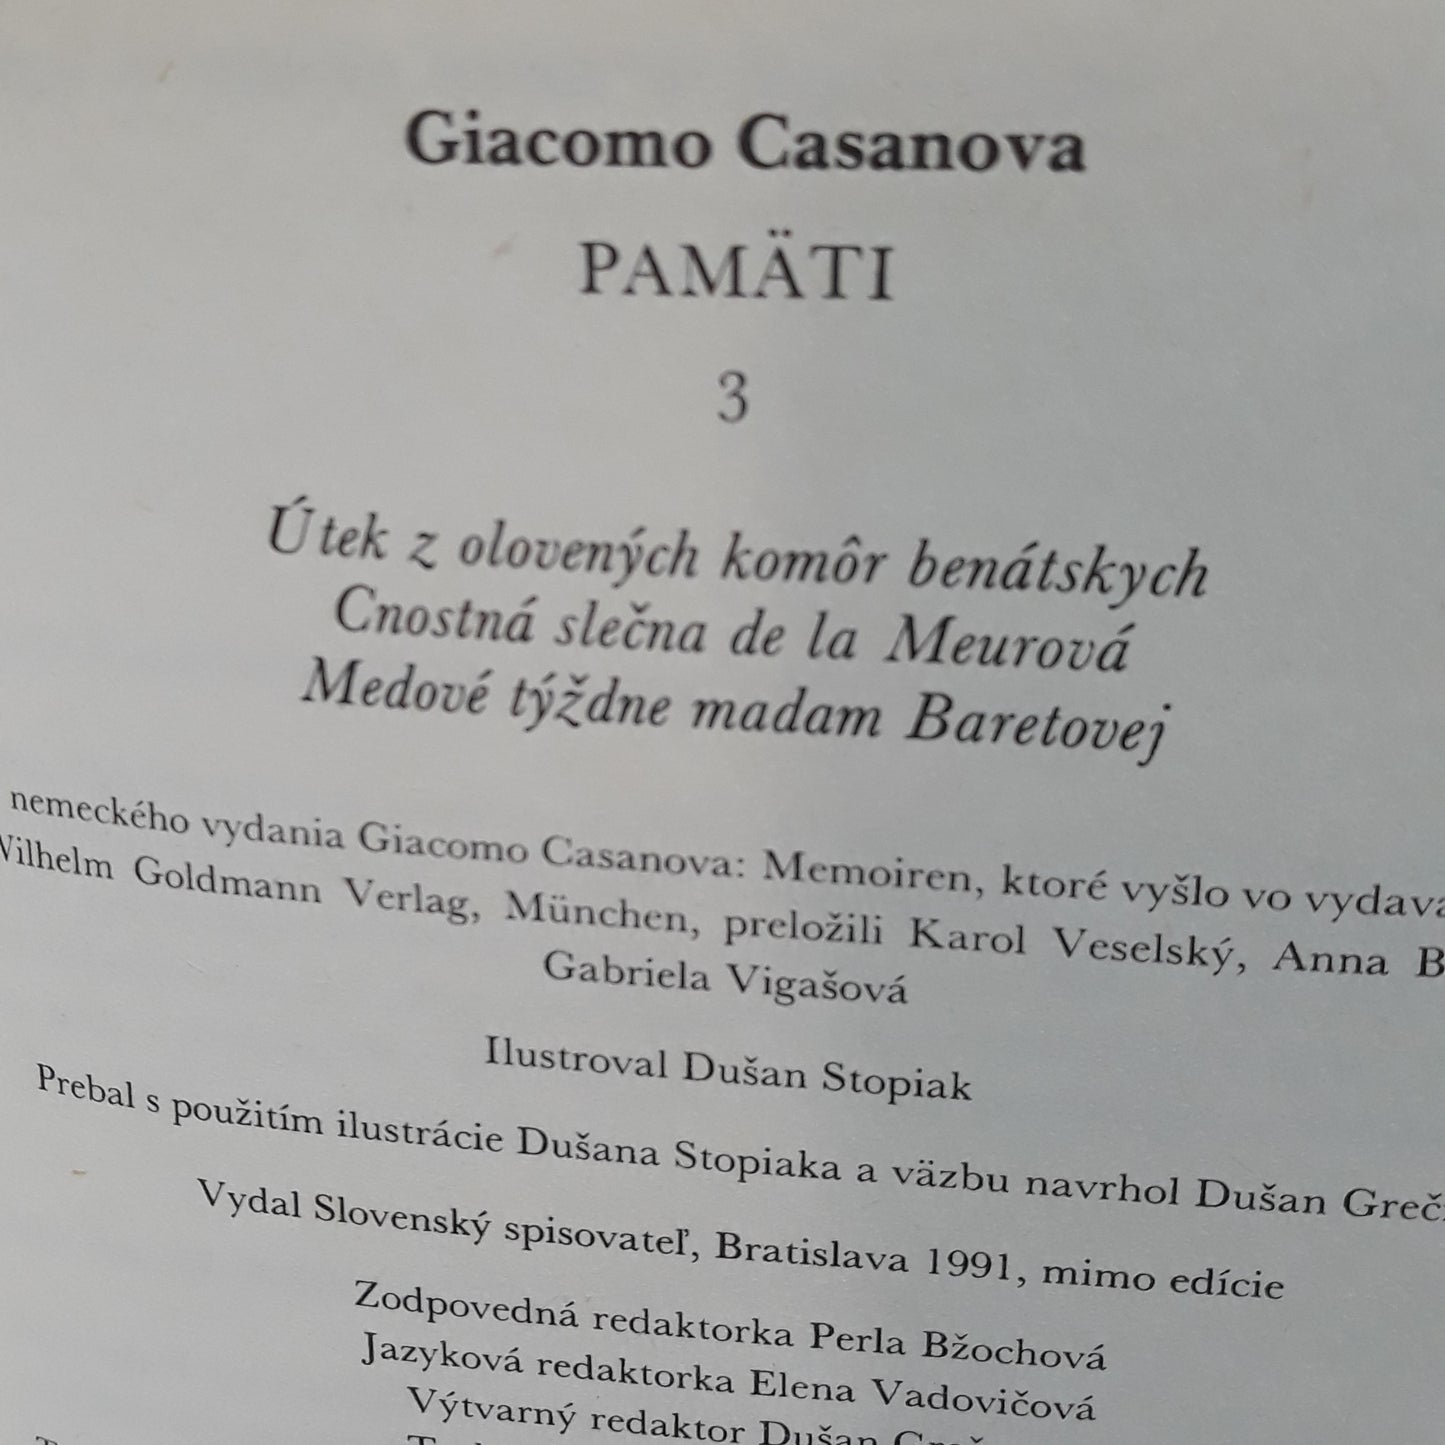 Giacomo Casanova
PAMÄTI
3
Útek z olovených komôr benátskych
Cnostná slečna de la Meurová
Medové týždne madam Baretovej
nemeckého vydania Giacomo Casanova: Memoiren, ktoré vyšlo vo
Wilhelm Goldmann Verlag, München, preložili Karol Veselský, Anna
Gabriela Vigašová
Ilustroval Dušan Stopiak
Prebal s použitím ilustrácie Dušana Stopiaka a väzbu navrhol Dušan
Vydal Slovenský spisovateľ, Bratislava 1991, mimo edície
Zodpovedná redaktorka Perla Bžochová
Jazyková redaktorka Elena Vadovičová
Výtvarný redaktor Dušan